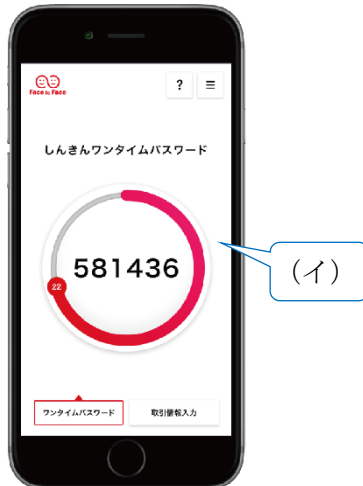 Face to Face
?
≡
しんきんワンタイムパスワード
581436
22
(イ)
ワンタイムパスワード
取引情報入力